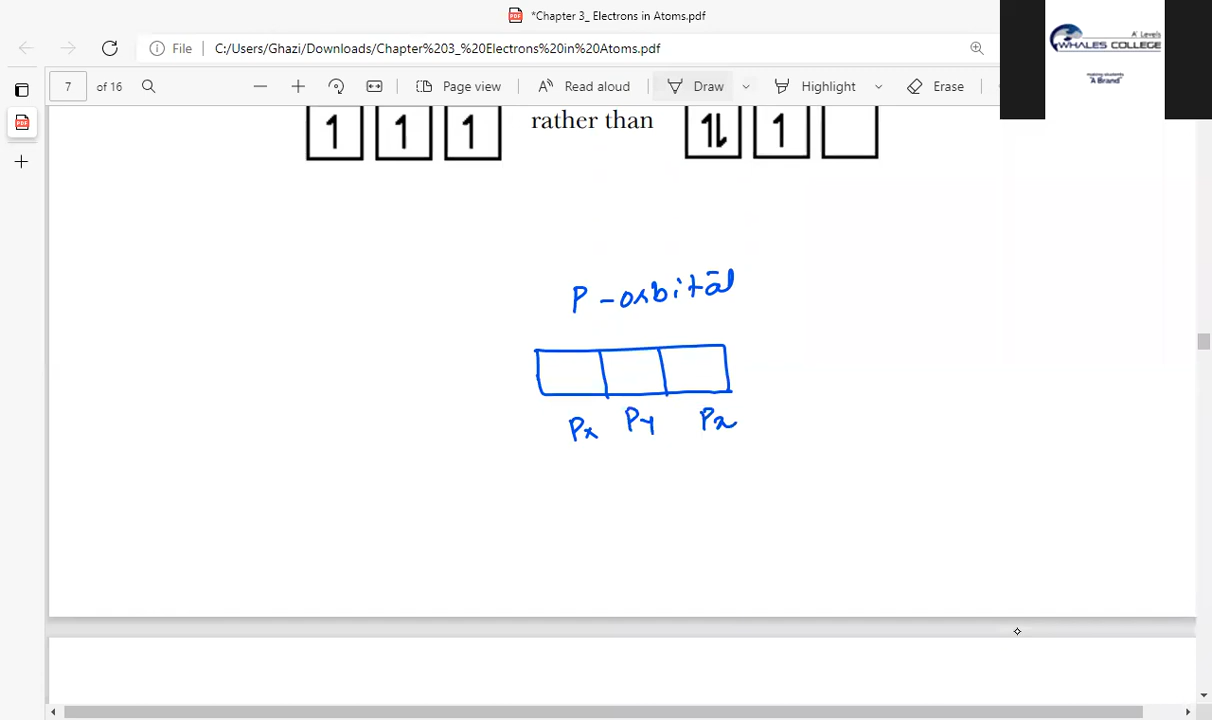 *Chapter 3_ Electrons in Atoms.pdf
File C:/Users/Ghazi/Downloads/Chapter%203_%20Electrons%20in%20Atoms.pdf
A' Levels
WHALES COLLEGE
"A Brand"
7 of 16 Page view Read aloud Draw Highlight Erase
1 1 1 rather than 1⇂ 1
P-orbital
Px Py Pz